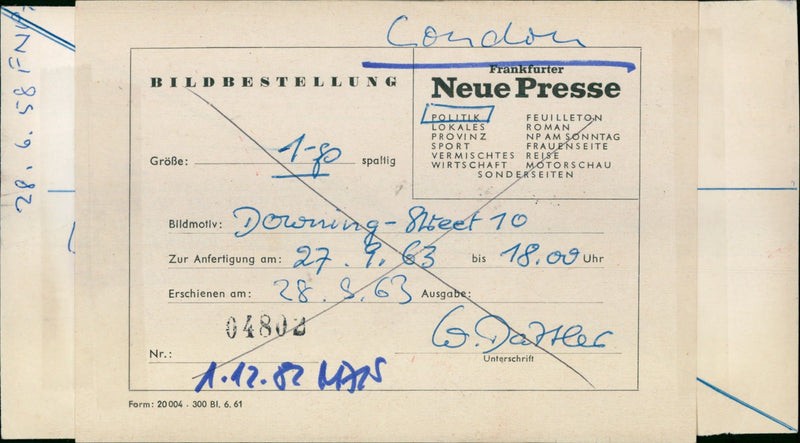 London
BILDBESTELLUNG
Frankfurter
Neue Presse
POLITIK FEUILLETON
LOKALES ROMAN
PROVINZ NP AM SONNTAG
SPORT FRAUENSEITE
VERMISCHTES REISE
WIRTSCHAFT MOTORSCHAU
SONDERSEITEN
Größe: spaltig
Bildmotiv: Downing-Street 10
Zur Anfertigung am: 27.9.63 bis 18.00 Uhr
Erschienen am: 28.9.63 Ausgabe:
04802
Nr.:
Unterschrift
1.12.82
Form: 20004 - 300 Bl. 6. 61
28.6.58 FNP